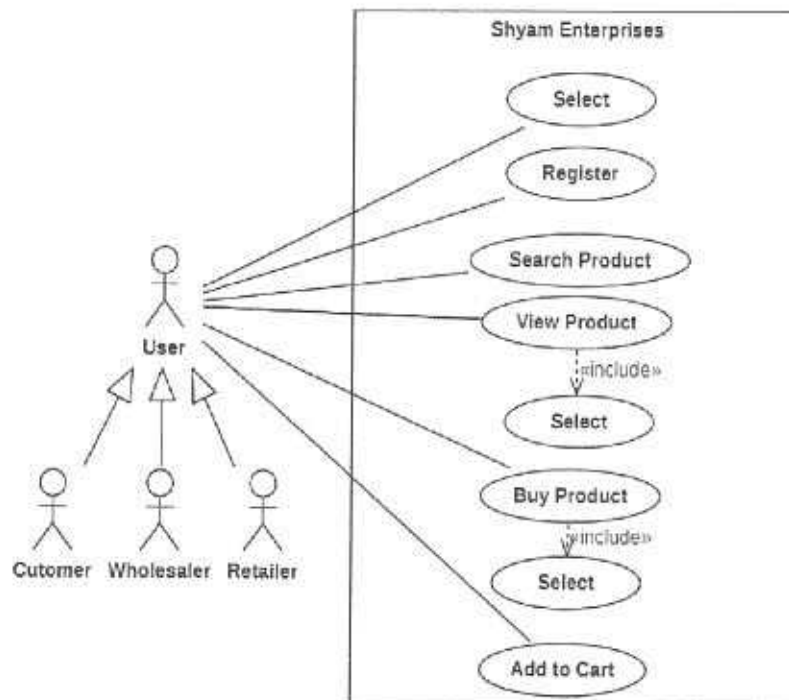 Shyam Enterprises
Select
Register
Search Product
View Product
User
«include»
Select
Buy Product
«include»
Cutomer Wholesaler Retailer
Select
Add to Cart